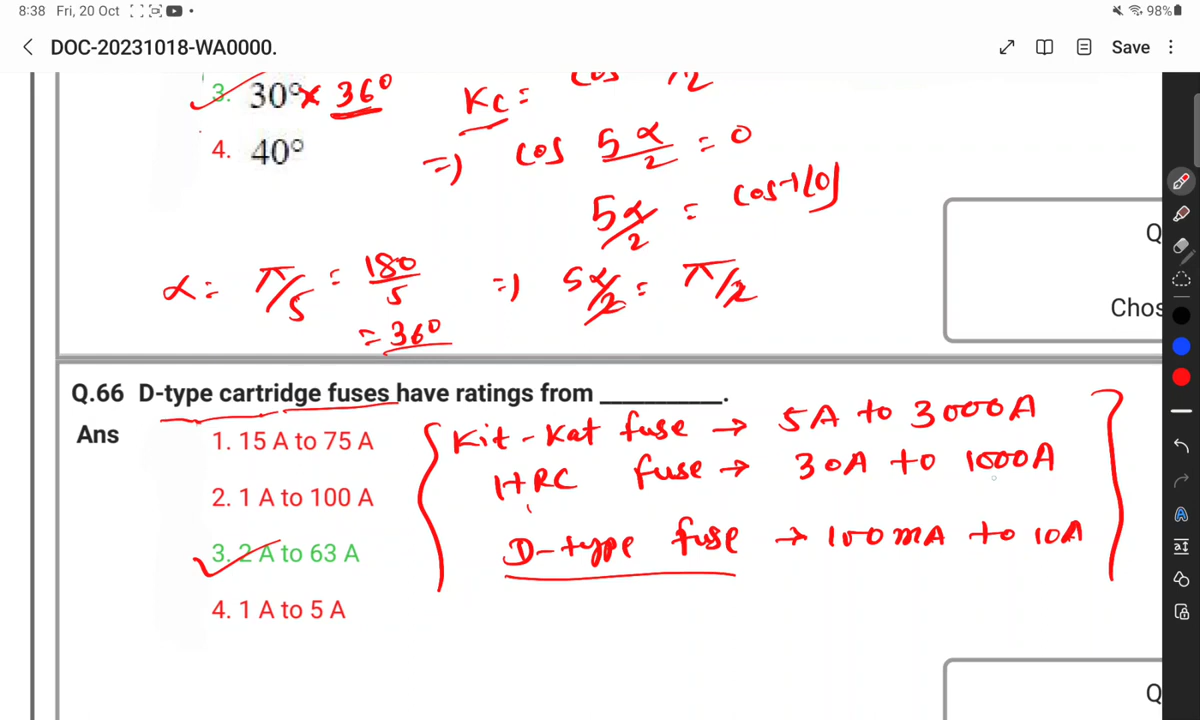 8:38 Fri, 20 Oct
98%
DOC-20231018-WA0000.
Save
3. 30° × 36°
4. 40°
Kc = cos π/2
=) cos 5α/2 = 0
5α/2 = cos-1(0)
=) 5α/2 = π/2
α = π/5 = 180/5
= 36°
Q
Chos
Q.66 D-type cartridge fuses have ratings from ____________.
Ans
1. 15 A to 75 A
2. 1 A to 100 A
3. 2 A to 63 A
4. 1 A to 5 A
Kit-Kat fuse → 5A to 3000A
HRC fuse → 30A to 1000A
D-type fuse → 100mA to 10A
Q